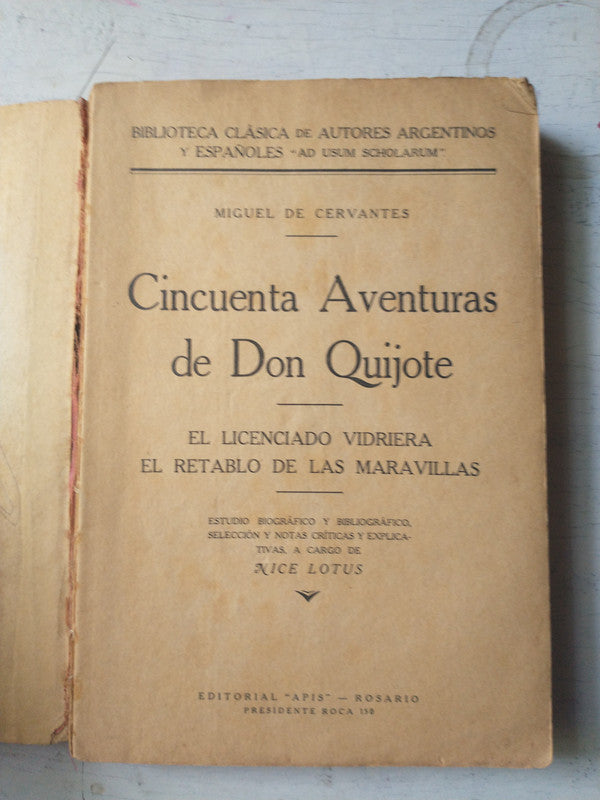 BIBLIOTECA CLÁSICA DE AUTORES ARGENTINOS
Y ESPAÑOLES "AD USUM SCHOLARUM"
MIGUEL DE CERVANTES
Cincuenta Aventuras
de Don Quijote
EL LICENCIADO VIDRIERA
EL RETABLO DE LAS MARAVILLAS
ESTUDIO BIOGRÁFICO Y BIBLIOGRÁFICO,
SELECCIÓN Y NOTAS CRÍTICAS Y EXPLICA-
TIVAS, A CARGO DE
NICE LOTUS
EDITORIAL "APIS" — ROSARIO
PRESIDENTE ROCA 150